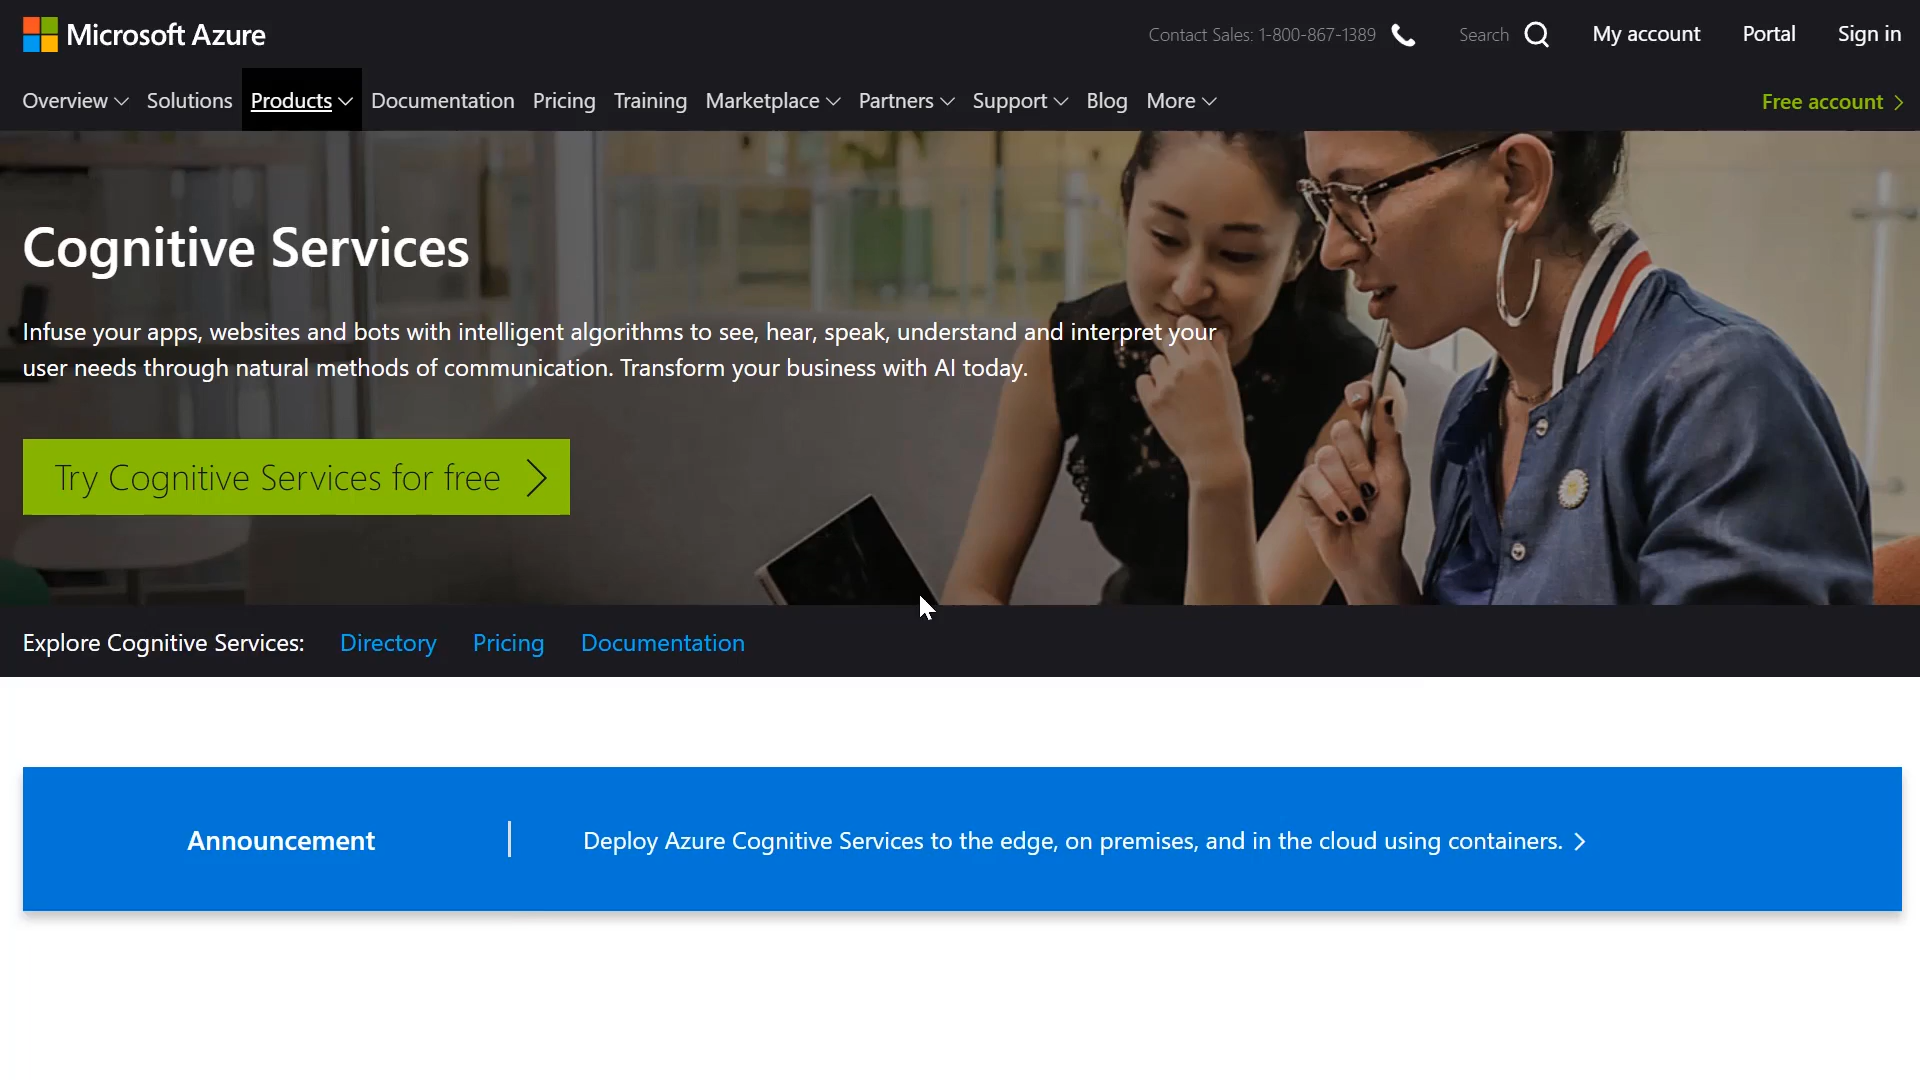 Microsoft Azure
Contact Sales: 1-800-867-1389
Search
My account
Portal
Sign in
Overview
Solutions
Products
Documentation
Pricing
Training
Marketplace
Partners
Support
Blog
More
Free account
Cognitive Services
Infuse your apps, websites and bots with intelligent algorithms to see, hear, speak, understand and interpret your
user needs through natural methods of communication. Transform your business with AI today.
Try Cognitive Services for free
Explore Cognitive Services:
Directory
Pricing
Documentation
Announcement
Deploy Azure Cognitive Services to the edge, on premises, and in the cloud using containers.